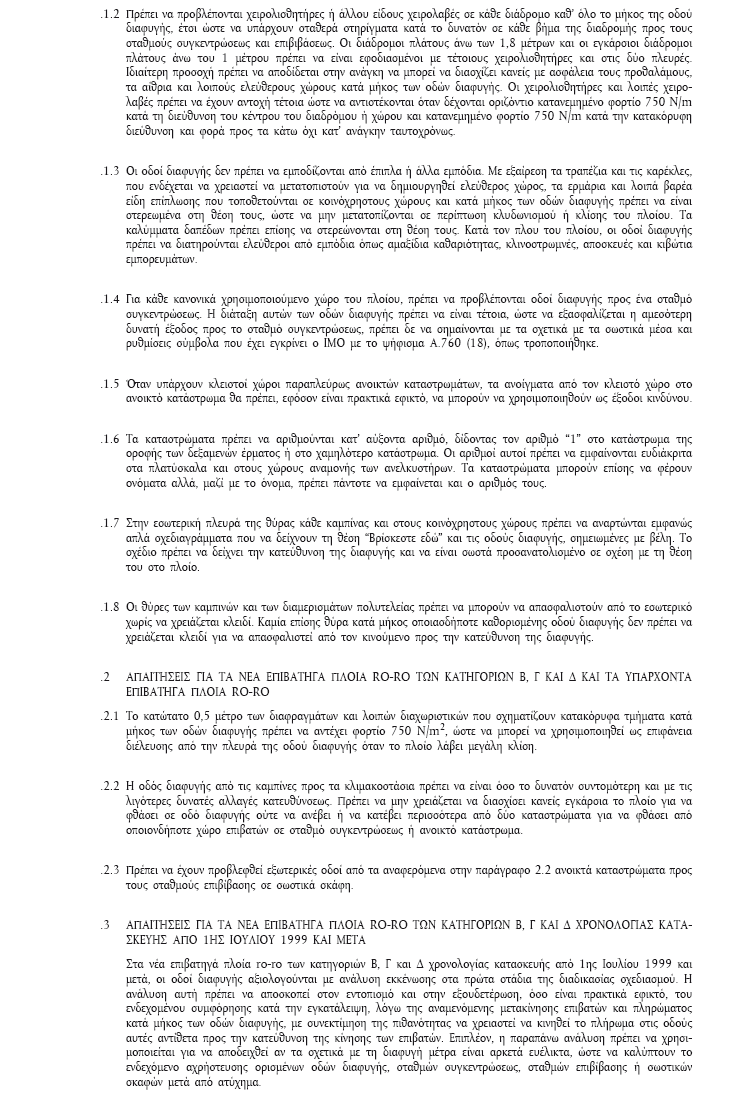 .1.2 Πρέπει να προβλέπονται χειρολισθητήρες ή άλλου είδους χειρολαβές σε κάθε διάδρομο καθ’ όλο το μήκος της οδού
διαφυγής, έτσι ώστε να υπάρχουν σταθερά στηρίγματα κατά το δυνατόν σε κάθε βήμα της διαδρομής προς τους
σταθμούς συγκεντρώσεως και επιβιβάσεως. Οι διάδρομοι πλάτους άνω των 1,8 μέτρων και οι εγκάρσιοι διάδρομοι
πλάτους άνω του 1 μέτρου πρέπει να είναι εφοδιασμένοι με τέτοιους χειρολισθητήρες και στις δύο πλευρές.
Ιδιαίτερη προσοχή πρέπει να αποδίδεται στην ανάγκη να μπορεί να διασχίζει κανείς με ασφάλεια τους προθαλάμους,
τα αίθρια και λοιπούς ελεύθερους χώρους κατά μήκος των οδών διαφυγής. Οι χειρολισθητήρες και λοιπές χειρο-
λαβές πρέπει να έχουν αντοχή τέτοια ώστε να αντιστέκονται όταν δέχονται οριζόντιο κατανεμημένο φορτίο 750 N/m
κατά τη διεύθυνση του κέντρου του διαδρόμου ή χώρου και κατανεμημένο φορτίο 750 N/m κατά την κατακόρυφη
διεύθυνση και φορά προς τα κάτω όχι κατ’ ανάγκην ταυτοχρόνως.
.1.3 Οι οδοί διαφυγής δεν πρέπει να εμποδίζονται από έπιπλα ή άλλα εμπόδια. Με εξαίρεση τα τραπέζια και τις καρέκλες,
που ενδέχεται να χρειαστεί να μετατοπιστούν για να δημιουργηθεί ελεύθερος χώρος, τα ερμάρια και λοιπά βαρέα
είδη επίπλωσης που τοποθετούνται σε κοινόχρηστους χώρους και κατά μήκος των οδών διαφυγής πρέπει να είναι
στερεωμένα στη θέση τους, ώστε να μην μετατοπίζονται σε περίπτωση κλυδωνισμού ή κλίσης του πλοίου. Τα
καλύμματα δαπέδων πρέπει επίσης να στερεώνονται στη θέση τους. Κατά τον πλου του πλοίου, οι οδοί διαφυγής
πρέπει να διατηρούνται ελεύθεροι από εμπόδια όπως αμαξίδια καθαριότητας, κλινοστρωμνές, αποσκευές και κιβώτια
εμπορευμάτων.
.1.4 Για κάθε κανονικά χρησιμοποιούμενο χώρο του πλοίου, πρέπει να προβλέπονται οδοί διαφυγής προς ένα σταθμό
συγκεντρώσεως. Η διάταξη αυτών των οδών διαφυγής πρέπει να είναι τέτοια, ώστε να εξασφαλίζεται η αμεσότερη
δυνατή έξοδος προς το σταθμό συγκεντρώσεως, πρέπει δε να σημαίνονται με τα σχετικά με τα σωστικά μέσα και
ρυθμίσεις σύμβολα που έχει εγκρίνει ο ΙΜΟ με το ψήφισμα Α.760 (18), όπως τροποποιήθηκε.
.1.5 Όταν υπάρχουν κλειστοί χώροι παραπλεύρως ανοικτών καταστρωμάτων, τα ανοίγματα από τον κλειστό χώρο στο
ανοικτό κατάστρωμα θα πρέπει, εφόσον είναι πρακτικά εφικτό, να μπορούν να χρησιμοποιηθούν ως έξοδοι κινδύνου.
.1.6 Τα καταστρώματα πρέπει να αριθμούνται κατ’ αύξοντα αριθμό, δίδοντας τον αριθμό “1” στο κατάστρωμα της
οροφής των δεξαμενών έρματος ή στο χαμηλότερο κατάστρωμα. Οι αριθμοί αυτοί πρέπει να εμφαίνονται ευδιάκριτα
στα πλατύσκαλα και στους χώρους αναμονής των ανελκυστήρων. Τα καταστρώματα μπορούν επίσης να φέρουν
ονόματα αλλά, μαζί με το όνομα, πρέπει πάντοτε να εμφαίνεται και ο αριθμός τους.
.1.7 Στην εσωτερική πλευρά της θύρας κάθε καμπίνας και στους κοινόχρηστους χώρους πρέπει να αναρτώνται εμφανώς
απλά σχεδιαγράμματα που να δείχνουν τη θέση “Βρίσκεστε εδώ” και τις οδούς διαφυγής, σημειωμένες με βέλη. Το
σχέδιο πρέπει να δείχνει την κατεύθυνση της διαφυγής και να είναι σωστά προσανατολισμένο σε σχέση με τη θέση
του στο πλοίο.
.1.8 Οι θύρες των καμπινών και των διαμερισμάτων πολυτελείας πρέπει να μπορούν να απασφαλιστούν από το εσωτερικό
χωρίς να χρειάζεται κλειδί. Καμία επίσης θύρα κατά μήκος οποιασδήποτε καθορισμένης οδού διαφυγής δεν πρέπει να
χρειάζεται κλειδί για να απασφαλιστεί από τον κινούμενο προς την κατεύθυνση της διαφυγής.
.2 ΑΠΑΙΤΗΣΕΙΣ ΓΙΑ ΤΑ ΝΕΑ ΕΠΙΒΑΤΗΓΑ ΠΛΟΙΑ RO-RO ΤΩΝ ΚΑΤΗΓΟΡΙΩΝ Β, Γ ΚΑΙ Δ ΚΑΙ ΤΑ ΥΠΑΡΧΟΝΤΑ
ΕΠΙΒΑΤΗΓΑ ΠΛΟΙΑ RO-RO
.2.1 Το κατώτατο 0,5 μέτρο των διαφραγμάτων και λοιπών διαχωριστικών που σχηματίζουν κατακόρυφα τμήματα κατά
μήκος των οδών διαφυγής πρέπει να αντέχει φορτίο 750 N/m², ώστε να μπορεί να χρησιμοποιηθεί ως επιφάνεια
διέλευσης από την πλευρά της οδού διαφυγής όταν το πλοίο λάβει μεγάλη κλίση.
.2.2 Η οδός διαφυγής από τις καμπίνες προς τα κλιμακοστάσια πρέπει να είναι όσο το δυνατόν συντομότερη και με τις
λιγότερες δυνατές αλλαγές κατευθύνσεως. Πρέπει να μην χρειάζεται να διασχίσει κανείς εγκάρσια το πλοίο για να
φθάσει σε οδό διαφυγής ούτε να ανέβει ή να κατέβει περισσότερα από δύο καταστρώματα για να φθάσει από
οποιονδήποτε χώρο επιβατών σε σταθμό συγκεντρώσεως ή ανοικτό κατάστρωμα.
.2.3 Πρέπει να έχουν προβλεφθεί εξωτερικές οδοί από τα αναφερόμενα στην παράγραφο 2.2 ανοικτά καταστρώματα προς
τους σταθμούς επιβίβασης σε σωστικά σκάφη.
.3 ΑΠΑΙΤΗΣΕΙΣ ΓΙΑ ΤΑ ΝΕΑ ΕΠΙΒΑΤΗΓΑ ΠΛΟΙΑ RO-RO ΤΩΝ ΚΑΤΗΓΟΡΙΩΝ Β, Γ ΚΑΙ Δ ΧΡΟΝΟΛΟΓΙΑΣ ΚΑΤΑ-
ΣΚΕΥΗΣ ΑΠΟ 1ΗΣ ΙΟΥΛΙΟΥ 1999 ΚΑΙ ΜΕΤΑ
Στα νέα επιβατηγά πλοία ro-ro των κατηγοριών Β, Γ και Δ χρονολογίας κατασκευής από 1ης Ιουλίου 1999 και
μετά, οι οδοί διαφυγής αξιολογούνται με ανάλυση εκκένωσης στα πρώτα στάδια της διαδικασίας σχεδιασμού. Η
ανάλυση αυτή πρέπει να αποσκοπεί στον εντοπισμό και στην εξουδετέρωση, όσο είναι πρακτικά εφικτό, του
ενδεχομένου συμφόρησης κατά την εγκατάλειψη, λόγω της αναμενόμενης μετακίνησης επιβατών και πληρώματος
κατά μήκος των οδών διαφυγής, με συνεκτίμηση της πιθανότητας να χρειαστεί να κινηθεί το πλήρωμα στις οδούς
αυτές αντίθετα προς την κατεύθυνση της κίνησης των επιβατών. Επιπλέον, η παραπάνω ανάλυση πρέπει να χρησι-
μοποιείται για να αποδειχθεί αν τα σχετικά με τη διαφυγή μέτρα είναι αρκετά ευέλικτα, ώστε να καλύπτουν το
ενδεχόμενο αχρήστευσης ορισμένων οδών διαφυγής, σταθμών συγκεντρώσεως, σταθμών επιβίβασης ή σωστικών
σκαφών μετά από ατύχημα.